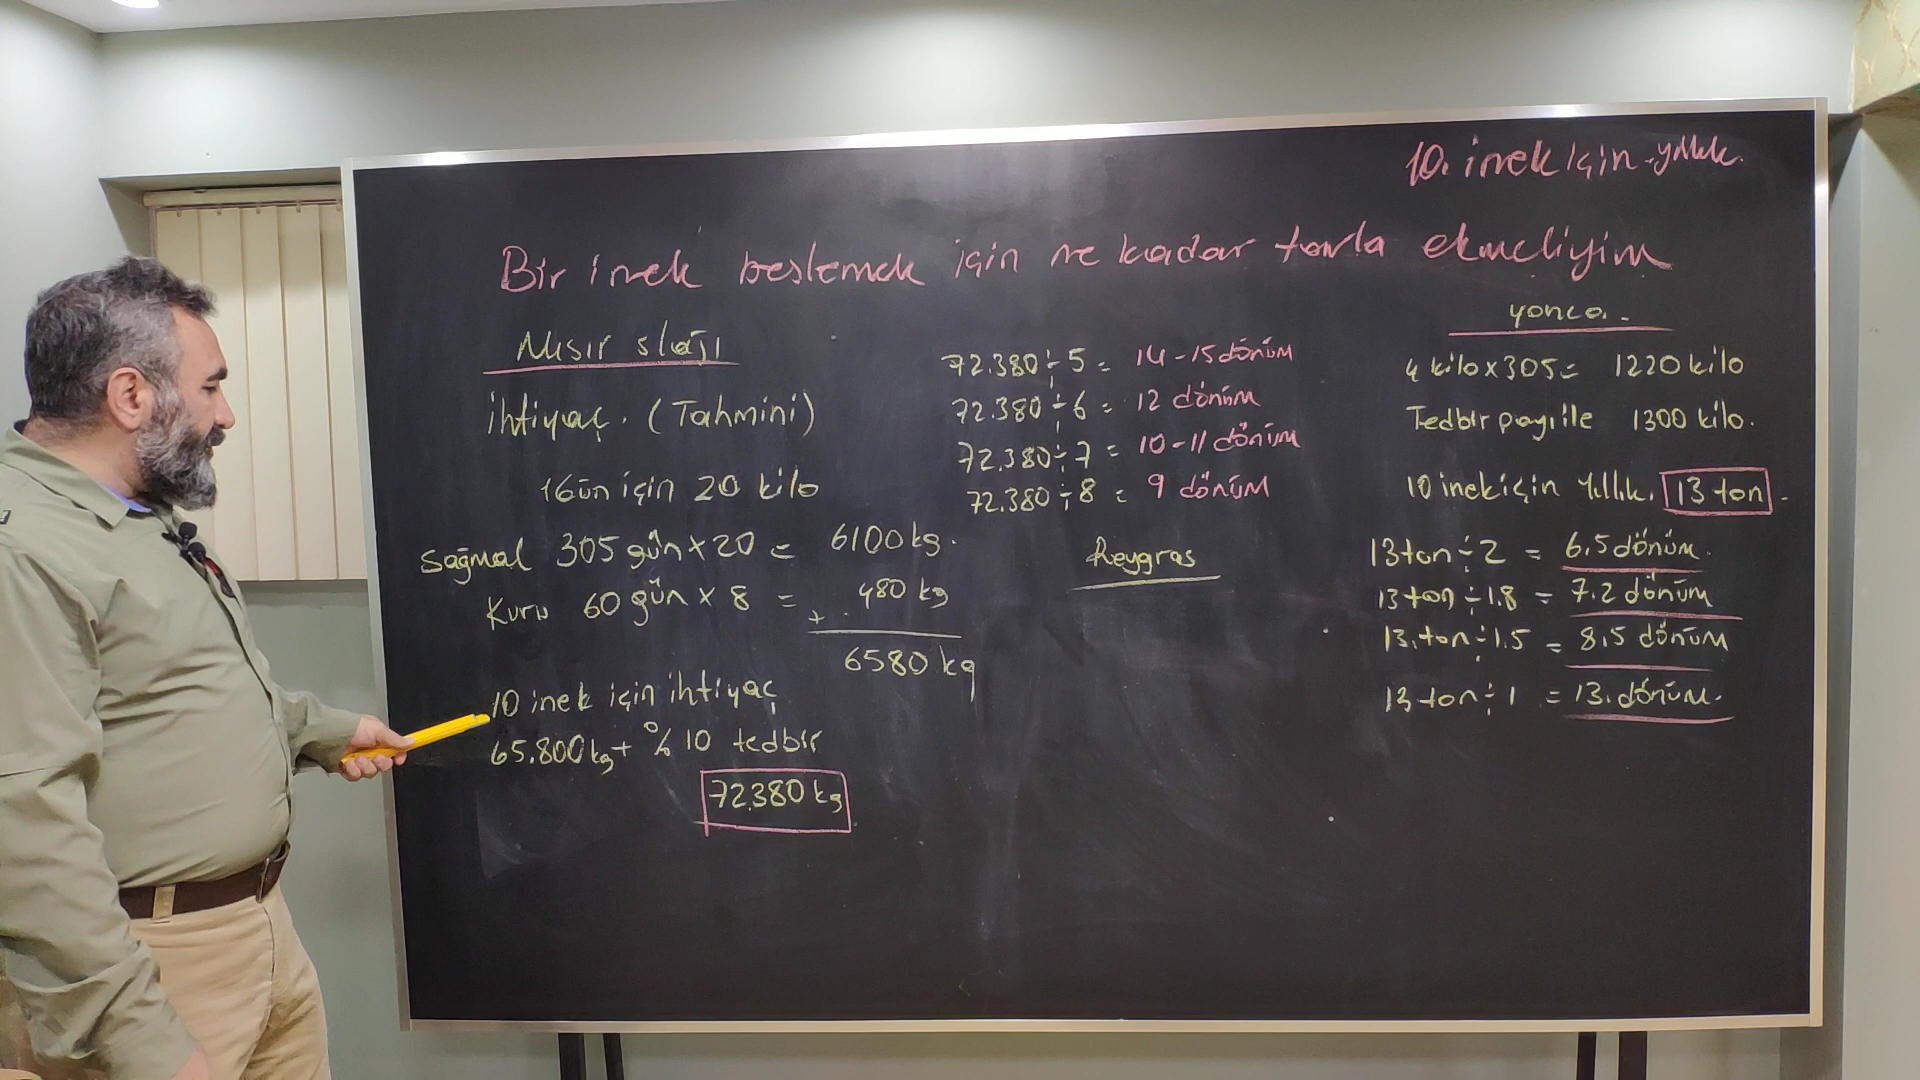 10. inek için yıllık.
Bir inek beslemek için ne kadar tarla ekmeliyim
Mısır slajı
ihtiyaç. (Tahmini)
1 Gün için 20 kilo
Sağmal 305 gün x 20 = 6100 kg.
Kuru 60 gün x 8 = + 480 kg
6580 kg
10 inek için ihtiyaç
65.800 kg + %10 tedbir
72.380 kg
72.380 ÷ 5 = 14-15 dönüm
72.380 ÷ 6 = 12 dönüm
72.380 ÷ 7 = 10-11 dönüm
72.380 ÷ 8 = 9 dönüm
Reygras
yonca.
4 kilo x 305 = 1220 kilo
Tedbir payı ile 1300 kilo.
10 inek için Yıllık. 13 ton.
13 ton ÷ 2 = 6.5 dönüm.
13 ton ÷ 1.8 = 7.2 dönüm
13. ton ÷ 1.5 = 8.5 dönüm
13 ton ÷ 1 = 13. dönüm.